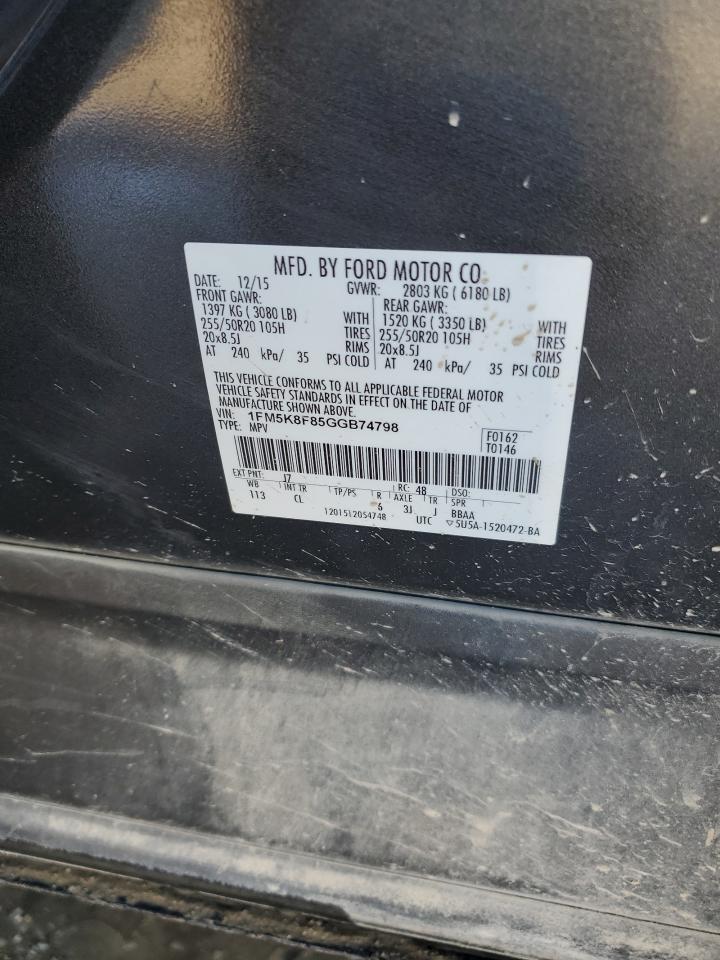 MFD. BY FORD MOTOR CO.
DATE: 12/15 GVWR: 2803 KG ( 6180 LB)
FRONT GAWR: REAR GAWR:
1397 KG ( 3080 LB) WITH 1520 KG ( 3350 LB) WITH
255/50R20 105H TIRES 255/50R20 105H TIRES
20x8.5J RIMS 20x8.5J RIMS
AT 240 kPa/ 35 PSI COLD AT 240 kPa/ 35 PSI COLD
THIS VEHICLE CONFORMS TO ALL APPLICABLE FEDERAL MOTOR
VEHICLE SAFETY STANDARDS IN EFFECT ON THE DATE OF
MANUFACTURE SHOWN ABOVE.
VIN: 1FM5K8F85GGB74798
TYPE: MPV
F0162
T0146
EXT PNT: J7 RC: 48 DSO:
WB INT TR TP/PS R AXLE TR SPR
113 CL 6 3J J BBAA
1201512054748 UTC ▽5U5A-1520472-BA